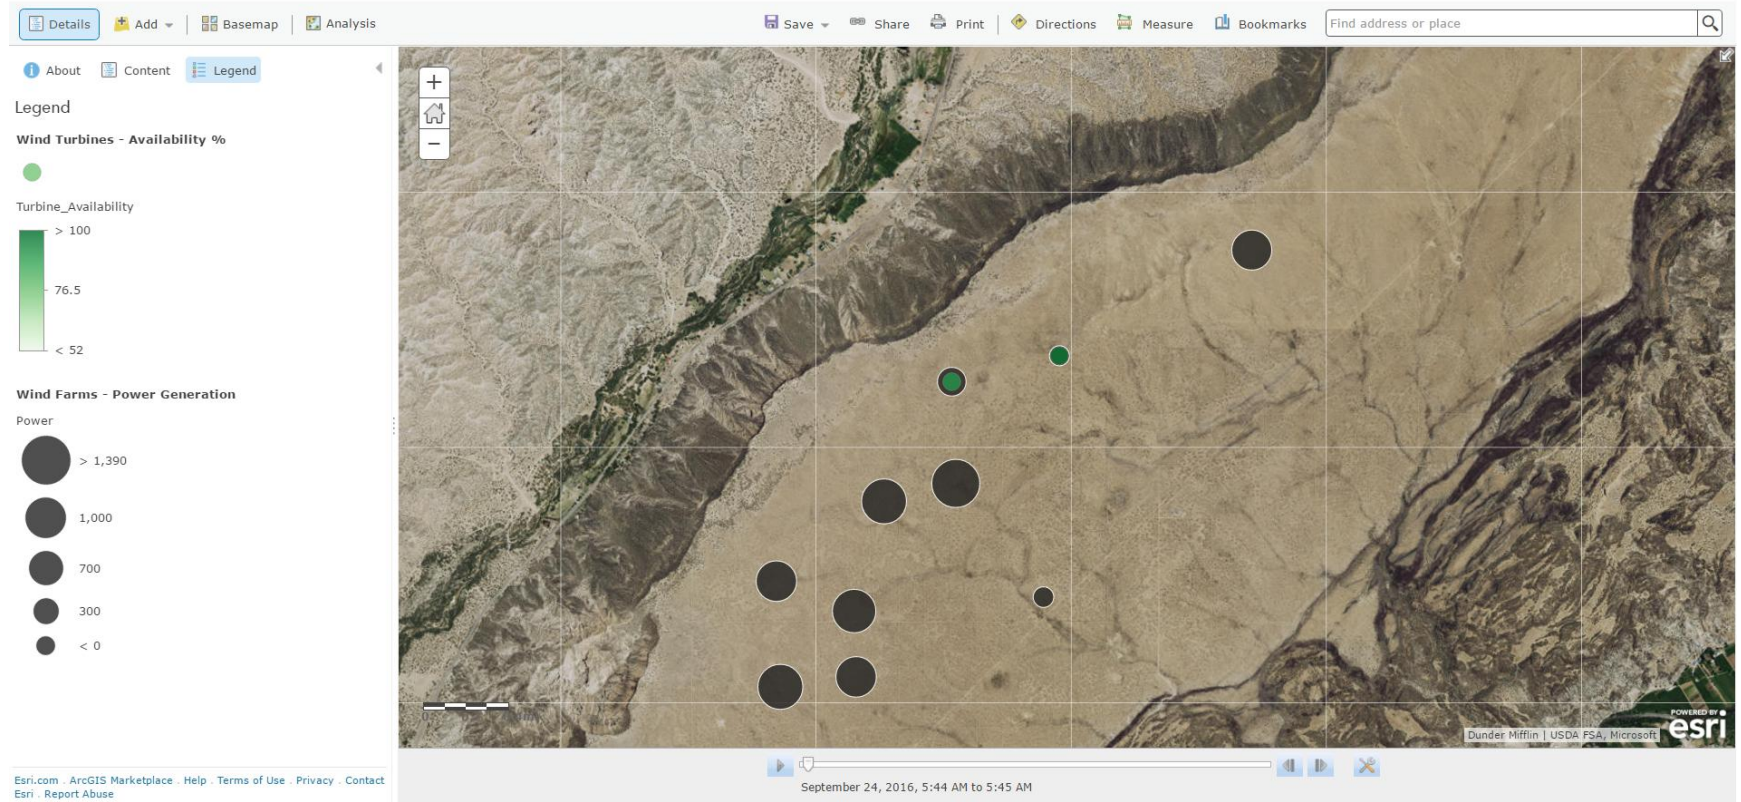 Details
Add
Basemap
Analysis
Save
Share
Print
Directions
Measure
Bookmarks
Find address or place
About
Content
Legend
Legend
Wind Turbines - Availability %
Turbine_Availability
> 100
76.5
< 52
Wind Farms - Power Generation
Power
> 1,390
1,000
700
300
< 0
Esri.com . ArcGIS Marketplace . Help . Terms of Use . Privacy . Contact
Esri . Report Abuse
+
−
POWERED BY
esri
Dunder Mifflin | USDA FSA, Microsoft
September 24, 2016, 5:44 AM to 5:45 AM